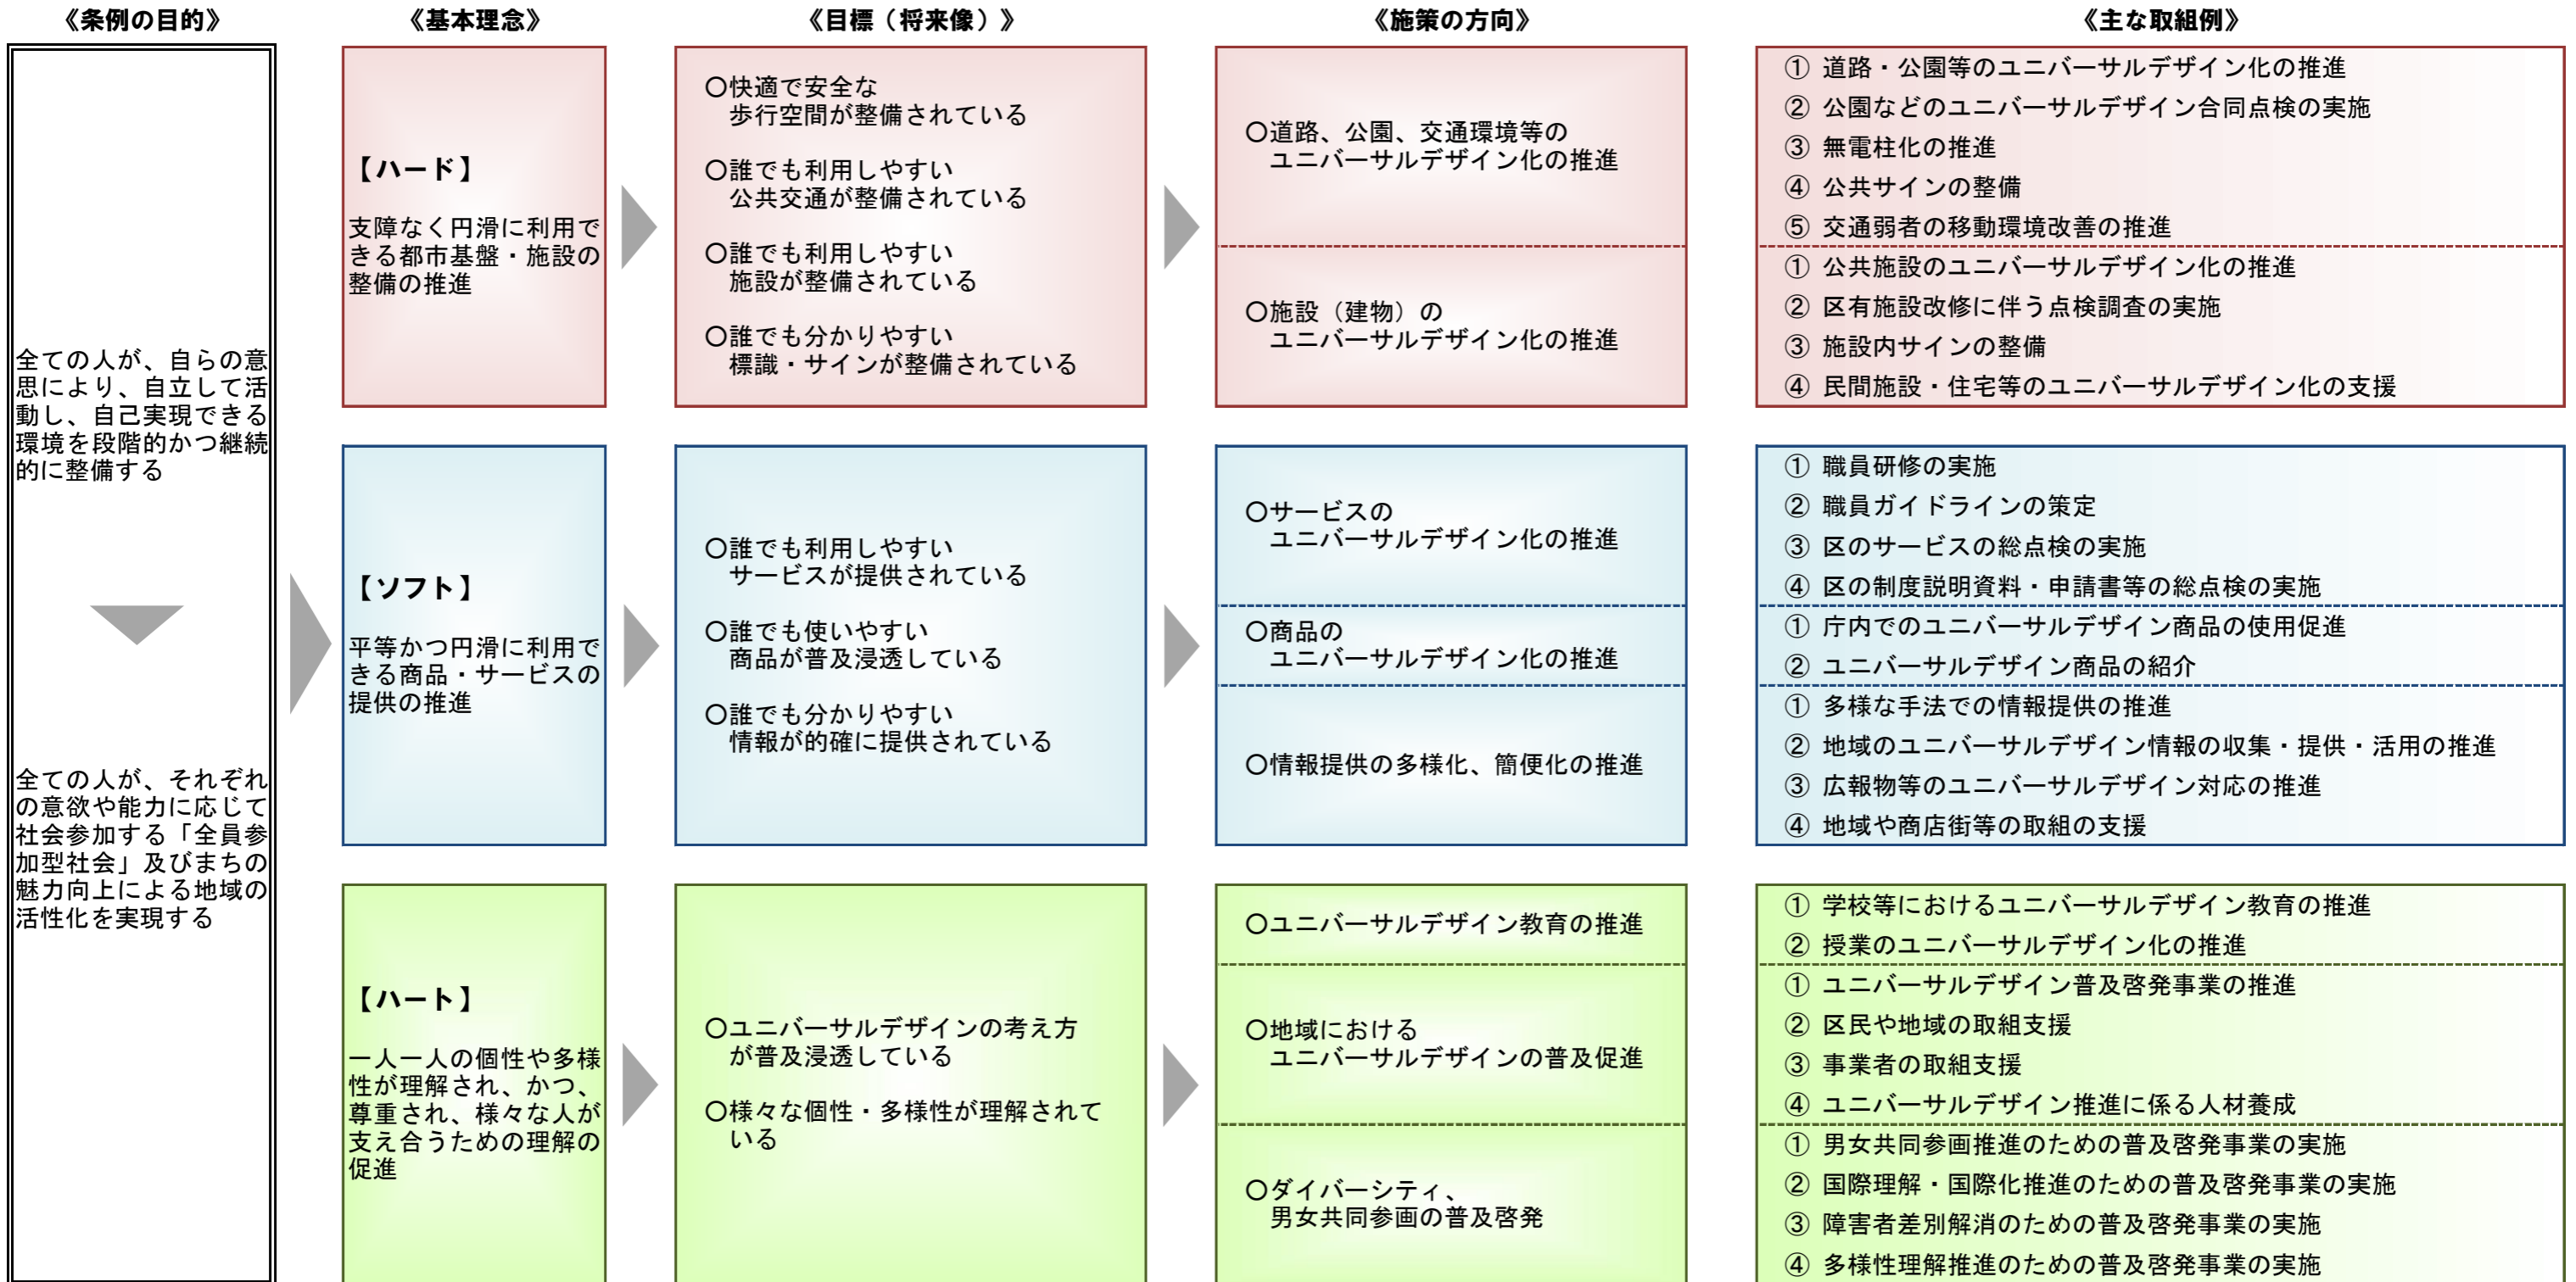 《条例の目的》
《基本理念》
《目標（将来像）》
《施策の方向》
《主な取組例》
全ての人が、自らの意
思により、自立して活
動し、自己実現できる
環境を段階的かつ継続
的に整備する
全ての人が、それぞれ
の意欲や能力に応じて
社会参加する「全員参
加型社会」及びまちの
魅力向上による地域の
活性化を実現する
【ハード】
支障なく円滑に利用で
きる都市基盤・施設の
整備の推進
〇快適で安全な
歩行空間が整備されている
〇誰でも利用しやすい
公共交通が整備されている
〇誰でも利用しやすい
施設が整備されている
〇誰でも分かりやすい
標識・サインが整備されている
〇道路、公園、交通環境等の
ユニバーサルデザイン化の推進
〇施設（建物）の
ユニバーサルデザイン化の推進
① 道路・公園等のユニバーサルデザイン化の推進
② 公園などのユニバーサルデザイン合同点検の実施
③ 無電柱化の推進
④ 公共サインの整備
⑤ 交通弱者の移動環境改善の推進
① 公共施設のユニバーサルデザイン化の推進
② 区有施設改修に伴う点検調査の実施
③ 施設内サインの整備
④ 民間施設・住宅等のユニバーサルデザイン化の支援
【ソフト】
平等かつ円滑に利用で
きる商品・サービスの
提供の推進
〇誰でも利用しやすい
サービスが提供されている
〇誰でも使いやすい
商品が普及浸透している
〇誰でも分かりやすい
情報が的確に提供されている
〇サービスの
ユニバーサルデザイン化の推進
〇商品の
ユニバーサルデザイン化の推進
〇情報提供の多様化、簡便化の推進
① 職員研修の実施
② 職員ガイドラインの策定
③ 区のサービスの総点検の実施
④ 区の制度説明資料・申請書等の総点検の実施
① 庁内でのユニバーサルデザイン商品の使用促進
② ユニバーサルデザイン商品の紹介
① 多様な手法での情報提供の推進
② 地域のユニバーサルデザイン情報の収集・提供・活用の推進
③ 広報物等のユニバーサルデザイン対応の推進
④ 地域や商店街等の取組の支援
【ハート】
一人一人の個性や多様
性が理解され、かつ、
尊重され、様々な人が
支え合うための理解の
促進
〇ユニバーサルデザインの考え方
が普及浸透している
〇様々な個性・多様性が理解されて
いる
〇ユニバーサルデザイン教育の推進
〇地域における
ユニバーサルデザインの普及促進
〇ダイバーシティ、
男女共同参画の普及啓発
① 学校等におけるユニバーサルデザイン教育の推進
② 授業のユニバーサルデザイン化の推進
① ユニバーサルデザイン普及啓発事業の推進
② 区民や地域の取組支援
③ 事業者の取組支援
④ ユニバーサルデザイン推進に係る人材養成
① 男女共同参画推進のための普及啓発事業の実施
② 国際理解・国際化推進のための普及啓発事業の実施
③ 障害者差別解消のための普及啓発事業の実施
④ 多様性理解推進のための普及啓発事業の実施